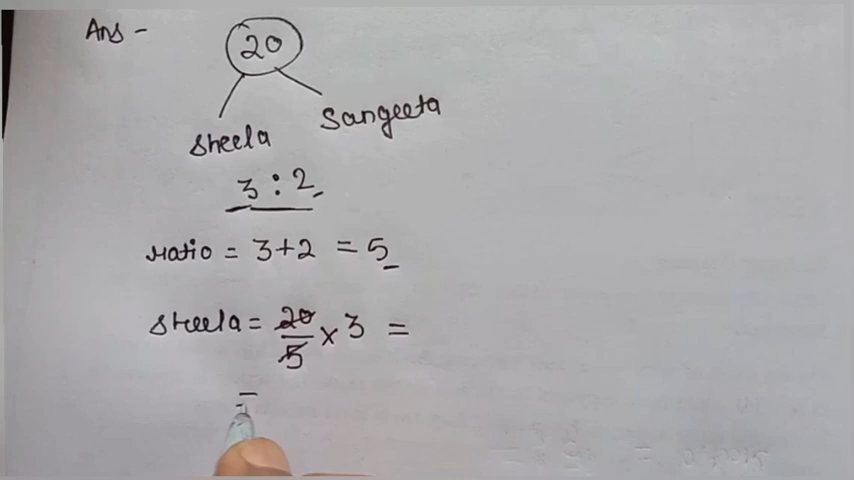 Ans -
20
Sheela Sangeeta
3 : 2
ratio = 3+2 = 5
Sheela = 20/5 × 3 =
=